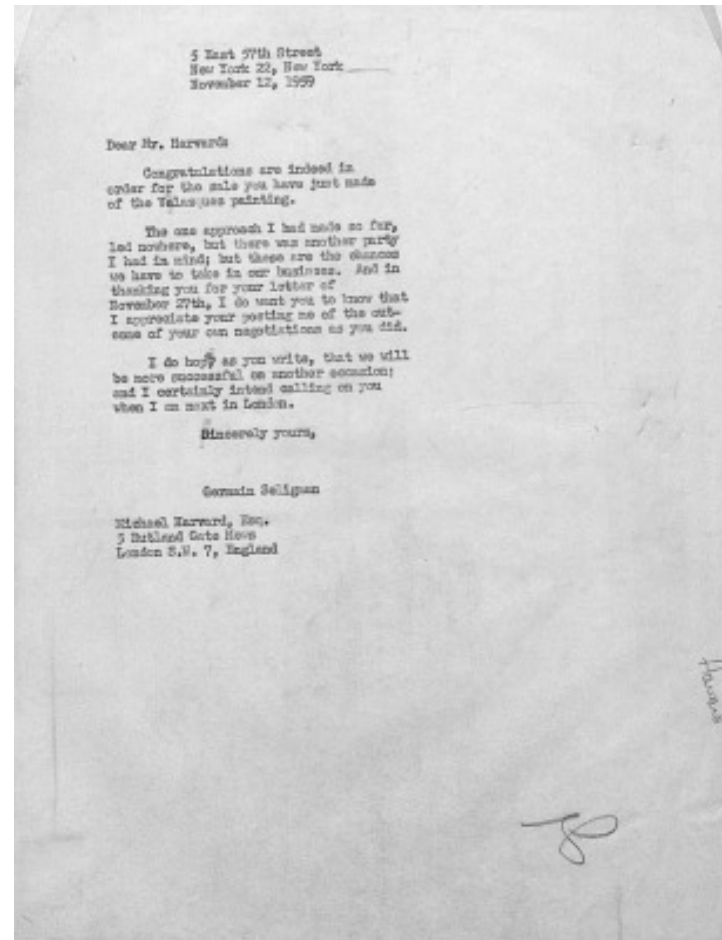 5 East 57th Street
New York 22, New York
November 12, 1959
Dear Mr. Harvard:
Congratulations are indeed in
order for the sale you have just made
of the Velasquez painting.
The one approach I had made so far,
led nowhere, but there was another party
I had in mind; but these are the chances
we have to take in our business. And in
thanking you for your letter of
November 27th, I do want you to know that
I appreciate your posting me of the out-
come of your own negotiations as you did.
I do hope as you write, that we will
be more successful on another occasion;
and I certainly intend calling on you
when I am next in London.
Sincerely yours,
Germain Seligman
Michael Harvard, Esq.
5 Rutland Gate Mews
London S.W. 7, England